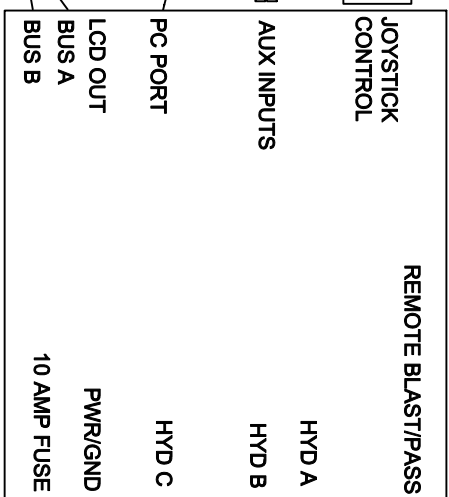 JOYSTICK
CONTROL
AUX INPUTS
PC PORT
LCD OUT
BUS A
BUS B
REMOTE BLAST/PASS
HYD A
HYD B
HYD C
PWR/GND
10 AMP FUSE